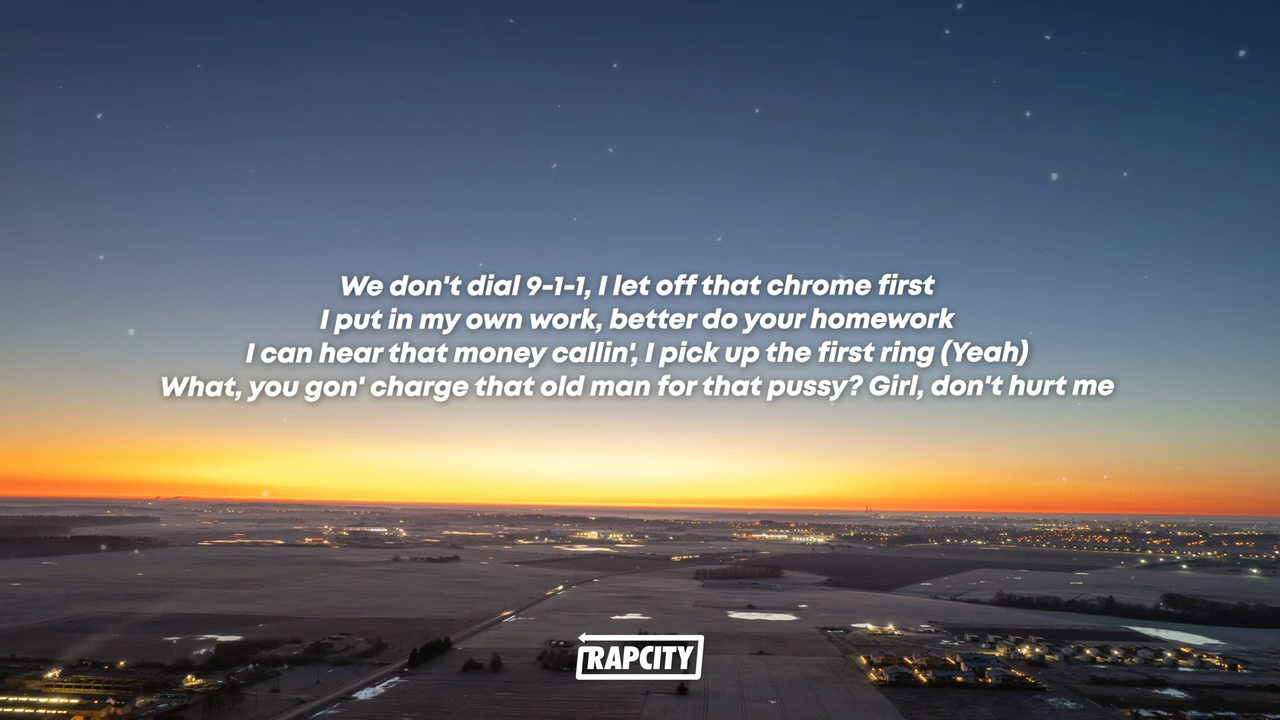 We don't dial 9-1-1, I let off that chrome first
I put in my own work, better do your homework
I can hear that money callin', I pick up the first ring (Yeah)
What, you gon' charge that old man for that pussy? Girl, don't hurt me
RAPCITY